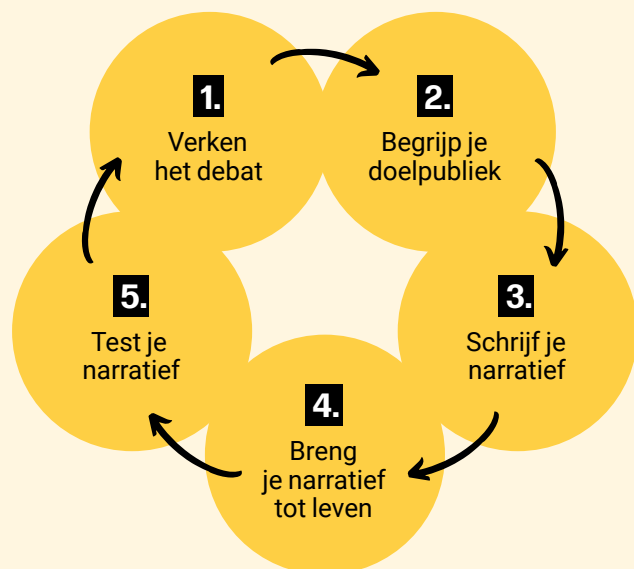 1.
Verken
het debat
2.
Begrijp je
doelpubliek
3.
Schrijf je
narratief
4.
Breng
je narratief
tot leven
5.
Test je
narratief